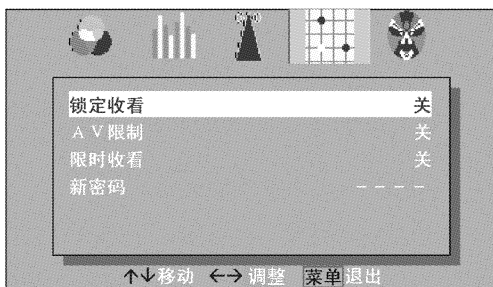 锁定收看 关
ＡＶ限制 关
限时收看 关
新密码 － － － －
↑↓移动 ←→调整 菜单退出